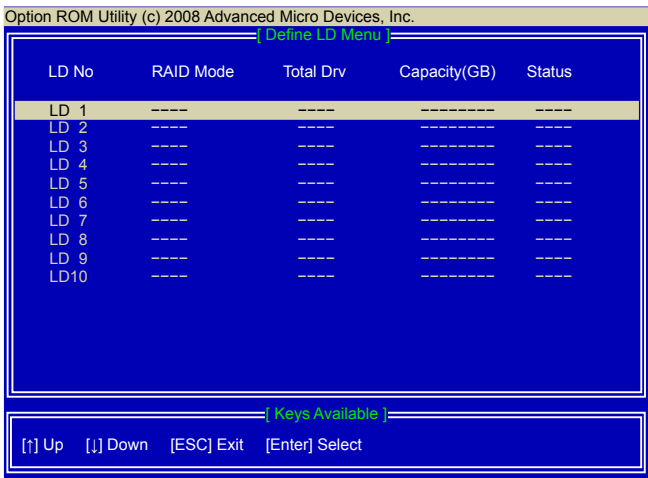 Option ROM Utility (c) 2008 Advanced Micro Devices, Inc.
[ Define LD Menu ]
LD No RAID Mode Total Drv Capacity(GB) Status
LD 1 ---- ---- -------- ----
LD 2 ---- ---- -------- ----
LD 3 ---- ---- -------- ----
LD 4 ---- ---- -------- ----
LD 5 ---- ---- -------- ----
LD 6 ---- ---- -------- ----
LD 7 ---- ---- -------- ----
LD 8 ---- ---- -------- ----
LD 9 ---- ---- -------- ----
LD10 ---- ---- -------- ----
[ Keys Available ]
[↑] Up [↓] Down [ESC] Exit [Enter] Select